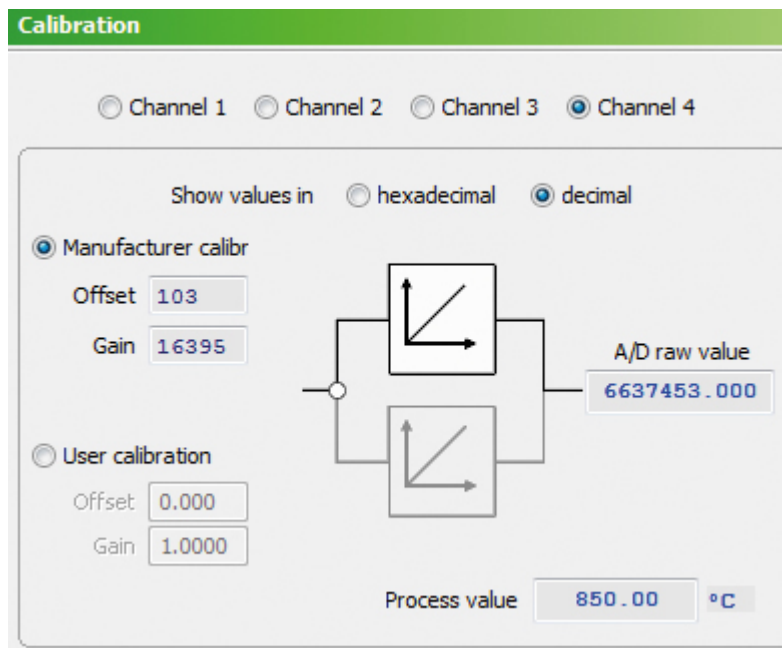 Calibration
Channel 1 Channel 2 Channel 3 Channel 4
Show values in hexadecimal decimal
Manufacturer calibr
Offset 103
Gain 16395
A/D raw value
6637453.000
User calibration
Offset 0.000
Gain 1.0000
Process value 850.00 °C